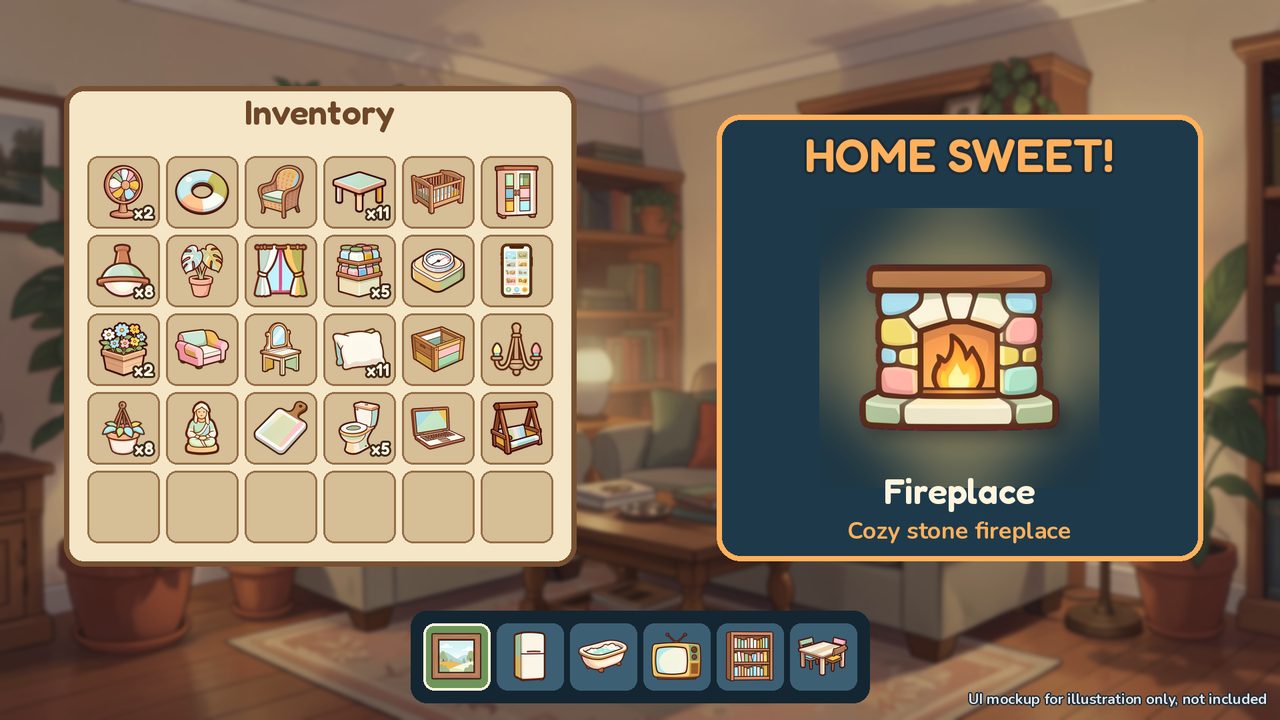 Inventory
x2
x11
x8
x5
x2
x11
x8
x5
HOME SWEET!
Fireplace
Cozy stone fireplace
UI mockup for illustration only, not included